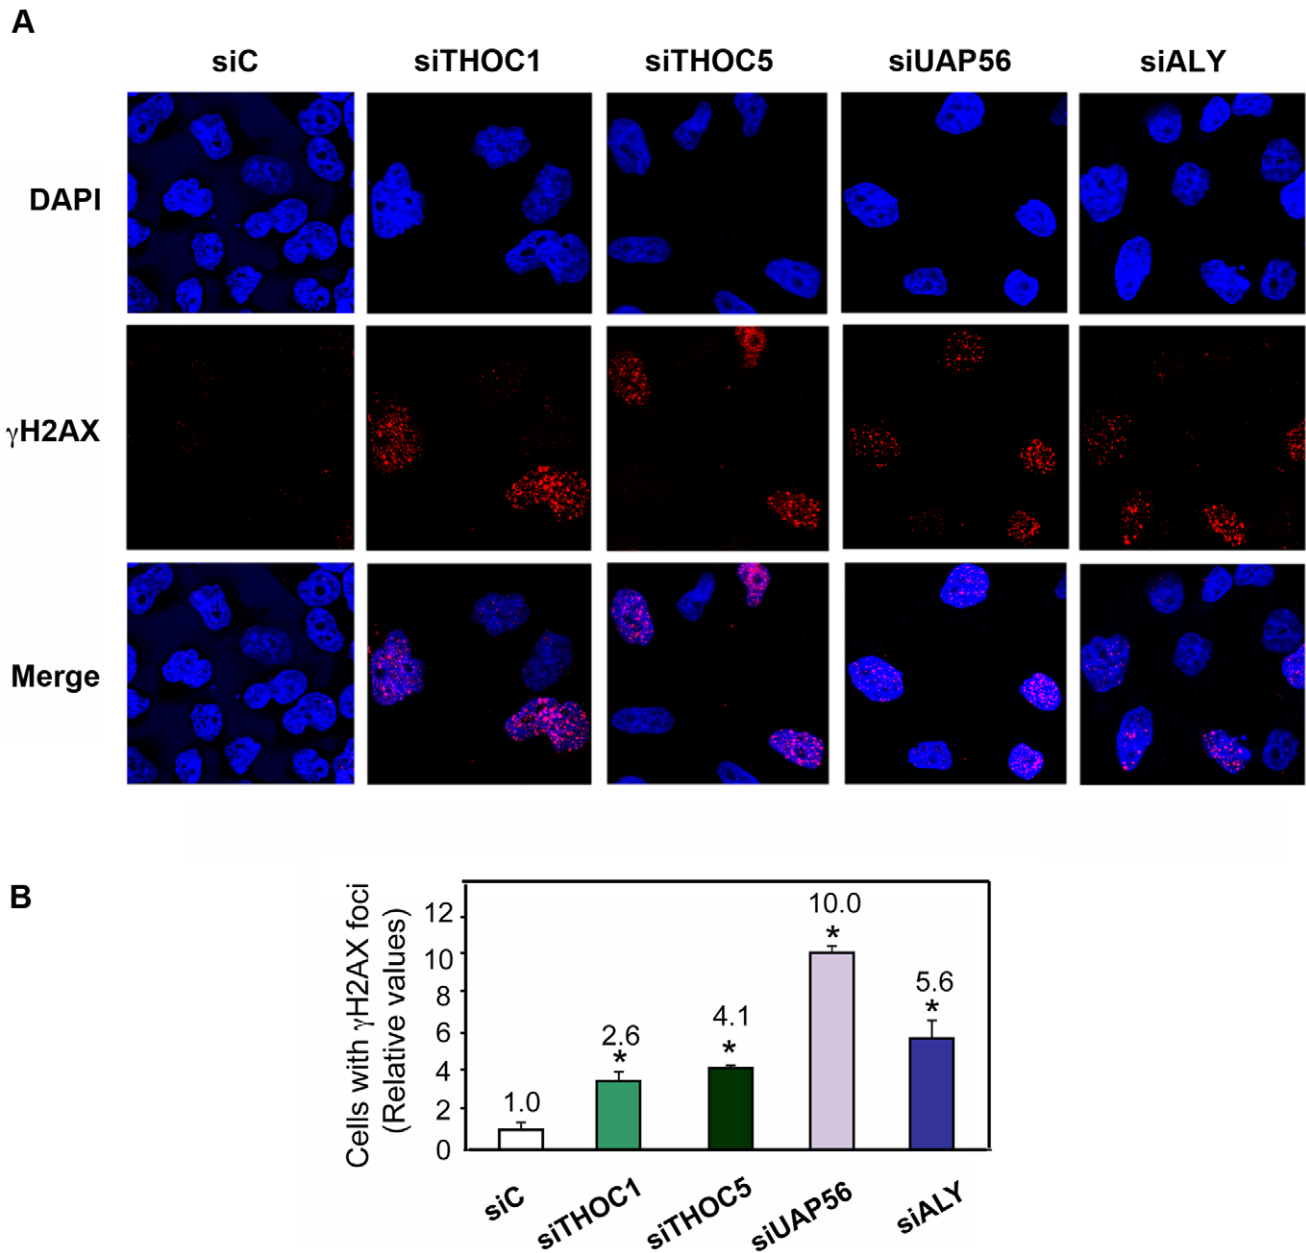 A
siC siTHOC1 siTHOC5 siUAP56 siALY
DAPI
γH2AX
Merge
B
Cells with γH2AX foci
(Relative values)
12
10
8
6
4
2
0
1.0
2.6
*
4.1
*
10.0
*
5.6
*
siC siTHOC1 siTHOC5 siUAP56 siALY